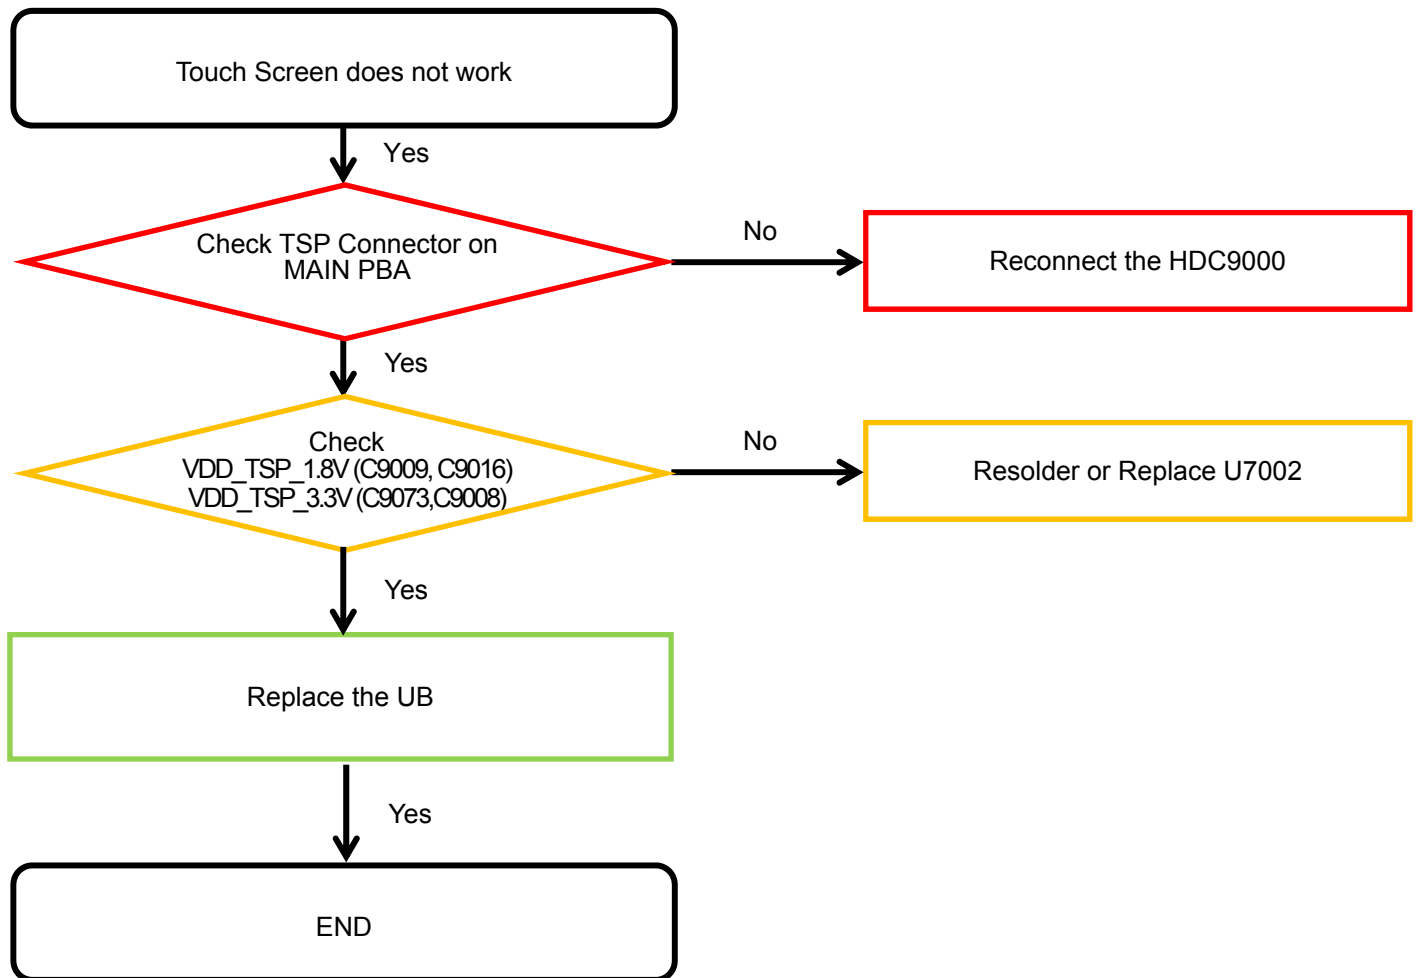 Touch Screen does not work
Yes
Check TSP Connector on
MAIN PBA
No
Reconnect the HDC9000
Yes
Check
VDD_TSP_1.8V (C9009, C9016)
VDD_TSP_3.3V (C9073,C9008)
No
Resolder or Replace U7002
Yes
Replace the UB
Yes
END